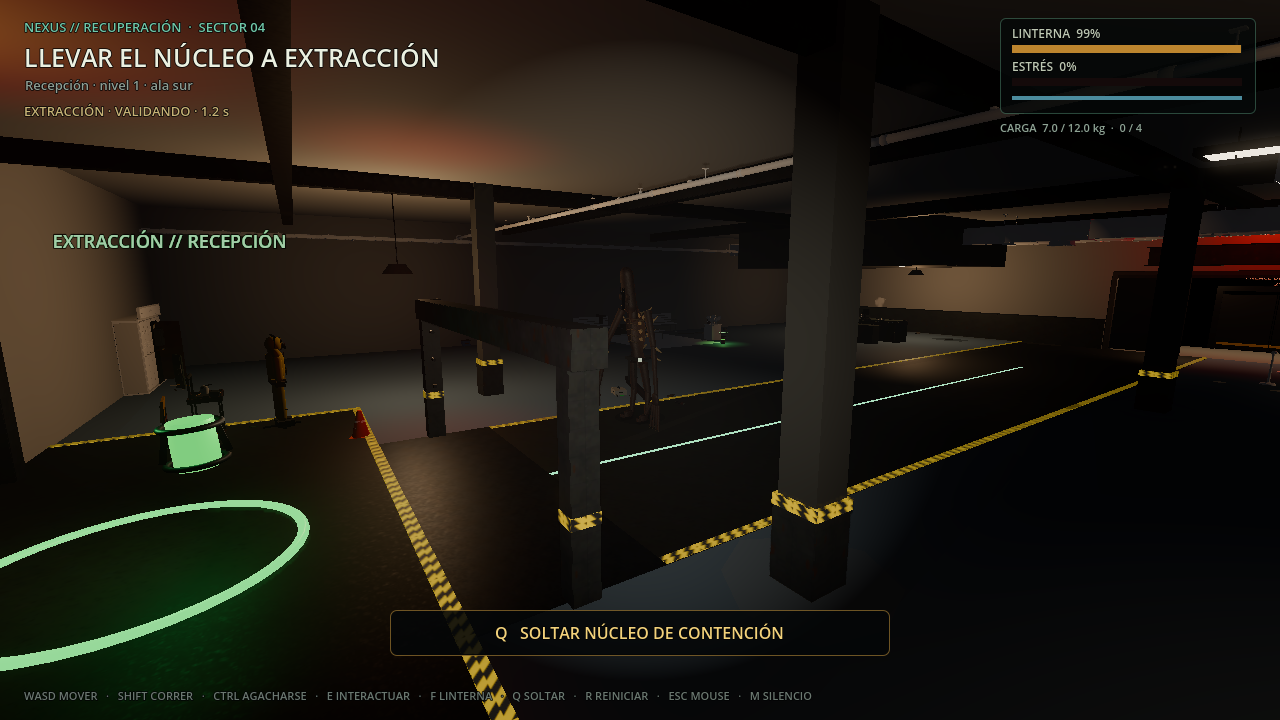 NEXUS // RECUPERACIÓN · SECTOR 04
LLEVAR EL NÚCLEO A EXTRACCIÓN
Recepción · nivel 1 · ala sur
EXTRACCIÓN · VALIDANDO · 1.2 s
LINTERNA 99%
ESTRÉS 0%
CARGA 7.0 / 12.0 kg · 0 / 4
EXTRACCIÓN // RECEPCIÓN
Q SOLTAR NÚCLEO DE CONTENCIÓN
WASD MOVER · SHIFT CORRER · CTRL AGACHARSE · E INTERACTUAR · F LINTERNA · Q SOLTAR · R REINICIAR · ESC MOUSE · M SILENCIO